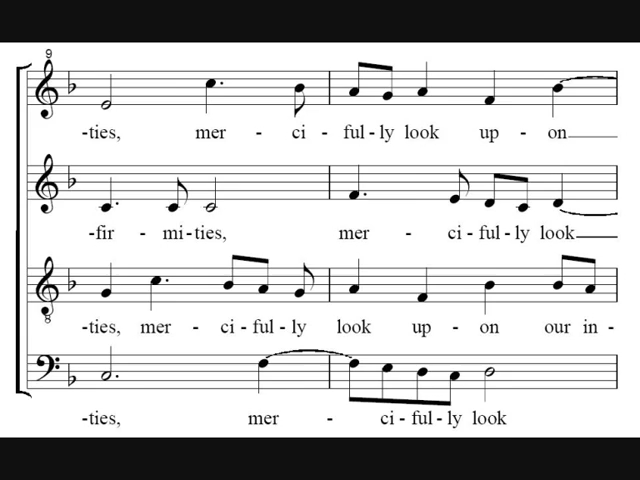 9
-ties, mer - ci - ful - ly look up - on
-fir - mi - ties, mer - ci - ful - ly look
8
-ties, mer - ci - ful - ly look up - on our in -
-ties, mer - ci - ful - ly look